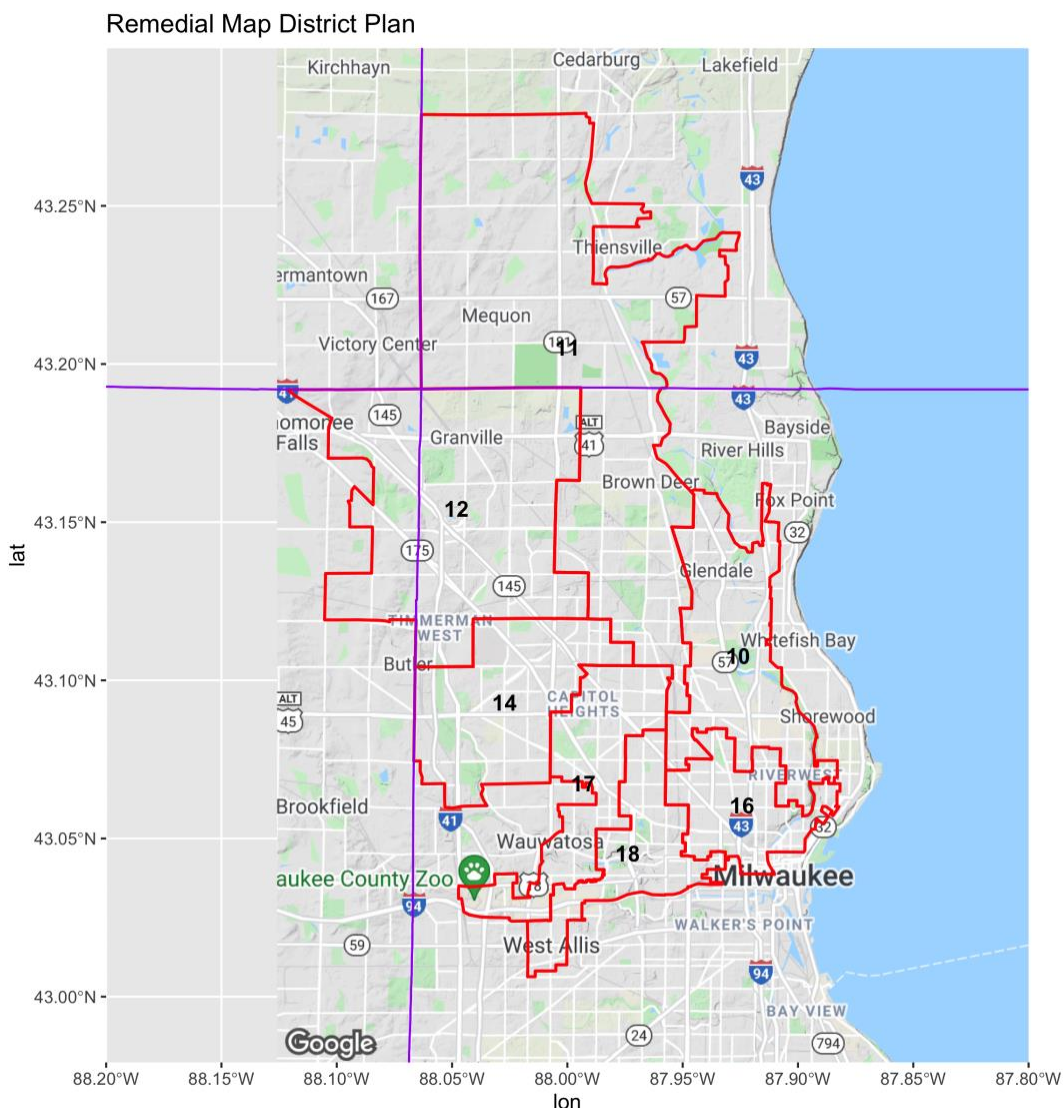 Remedial Map District Plan
Kirchhayn
Cedarburg
Lakefield
43
43.25°N
Thiensville
ermantown
167
57
Mequon
Victory Center
11
43
43.20°N
41
43
145
ALT
41
nomonee
Falls
Granville
Bayside
River Hills
Brown Deer
Fox Point
12
43.15°N
32
175
145
Glendale
TIMMERMAN
WEST
Whitefish Bay
Butler
57
10
43.10°N
ALT
45
14
CAPITOL
HEIGHTS
Shorewood
RIVERWEST
17
Brookfield
16
41
43
43.05°N
Wauwatosa
32
18
aukee County Zoo
Milwaukee
94
WALKER'S POINT
59
West Allis
94
43.00°N
BAY VIEW
24
794
Google
lat
88.20°W
88.15°W
88.10°W
88.05°W
88.00°W
87.95°W
87.90°W
87.85°W
87.80°W
lon